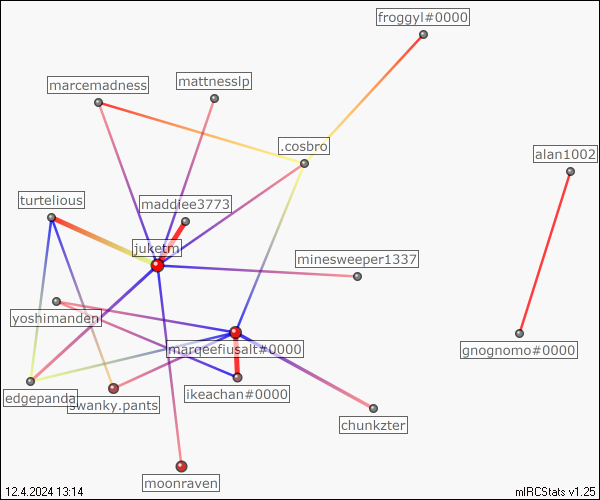 froggyl#0000
marcemadness
mattnesslp
.cosbro
alan1002
turtelious
maddiee3773
juketm
minesweeper1337
yoshimanden
marqeefiusalt#0000
gnognomo#0000
edgepanda
swanky.pants
ikeachan#0000
chunkzter
moonraven
12.4.2024 13:14
mIRCStats v1.25